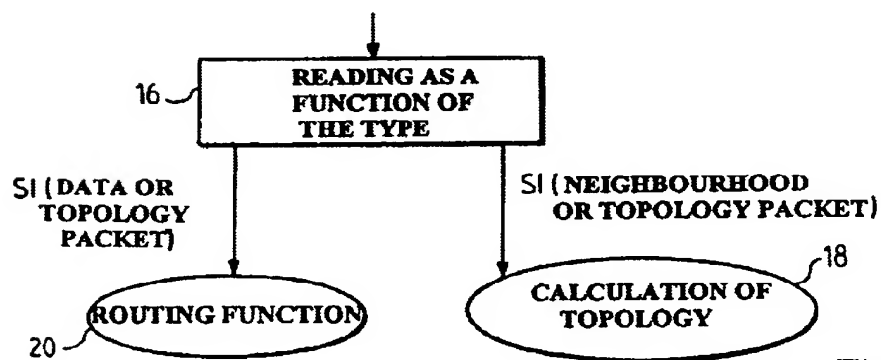 READING AS A
FUNCTION OF
THE TYPE
16
SI (DATA OR
TOPOLOGY
PACKET)
SI (NEIGHBOURHOOD
OR TOPOLOGY PACKET)
18
ROUTING FUNCTION
CALCULATION OF
TOPOLOGY
20